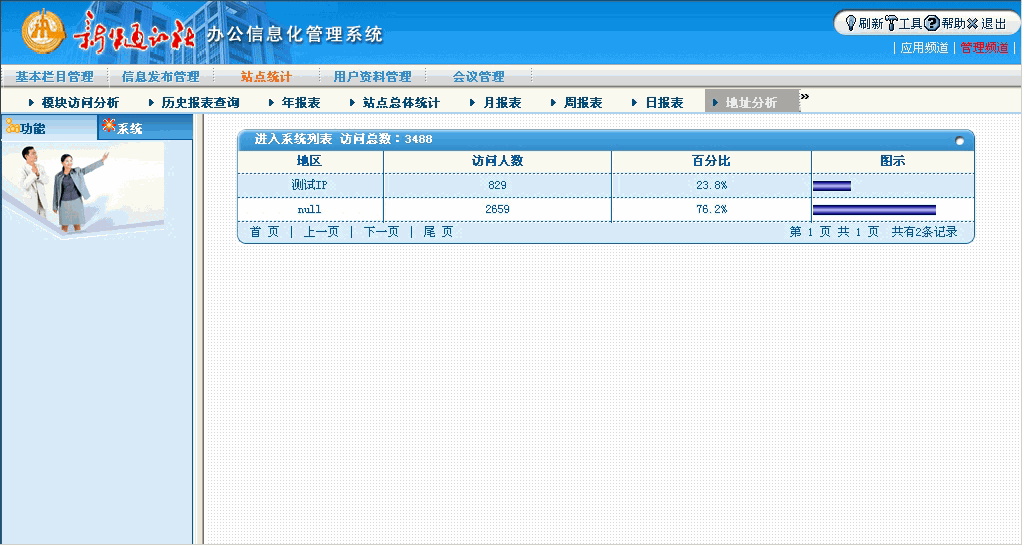 新华通讯社 办公信息化管理系统
刷新 工具 帮助 退出
| 应用频道 | 管理频道 |
基本栏目管理 信息发布管理 站点统计 用户资料管理 会议管理
模块访问分析 历史报表查询 年报表 站点总体统计 月报表 周报表 日报表 地址分析 »
功能 系统
进入系统列表 访问总数：3488
地区 访问人数 百分比 图示
测试IP 829 23.8%
null 2659 76.2%
首 页 | 上一页 | 下一页 | 尾 页 第 1 页 共 1 页 共有2条记录